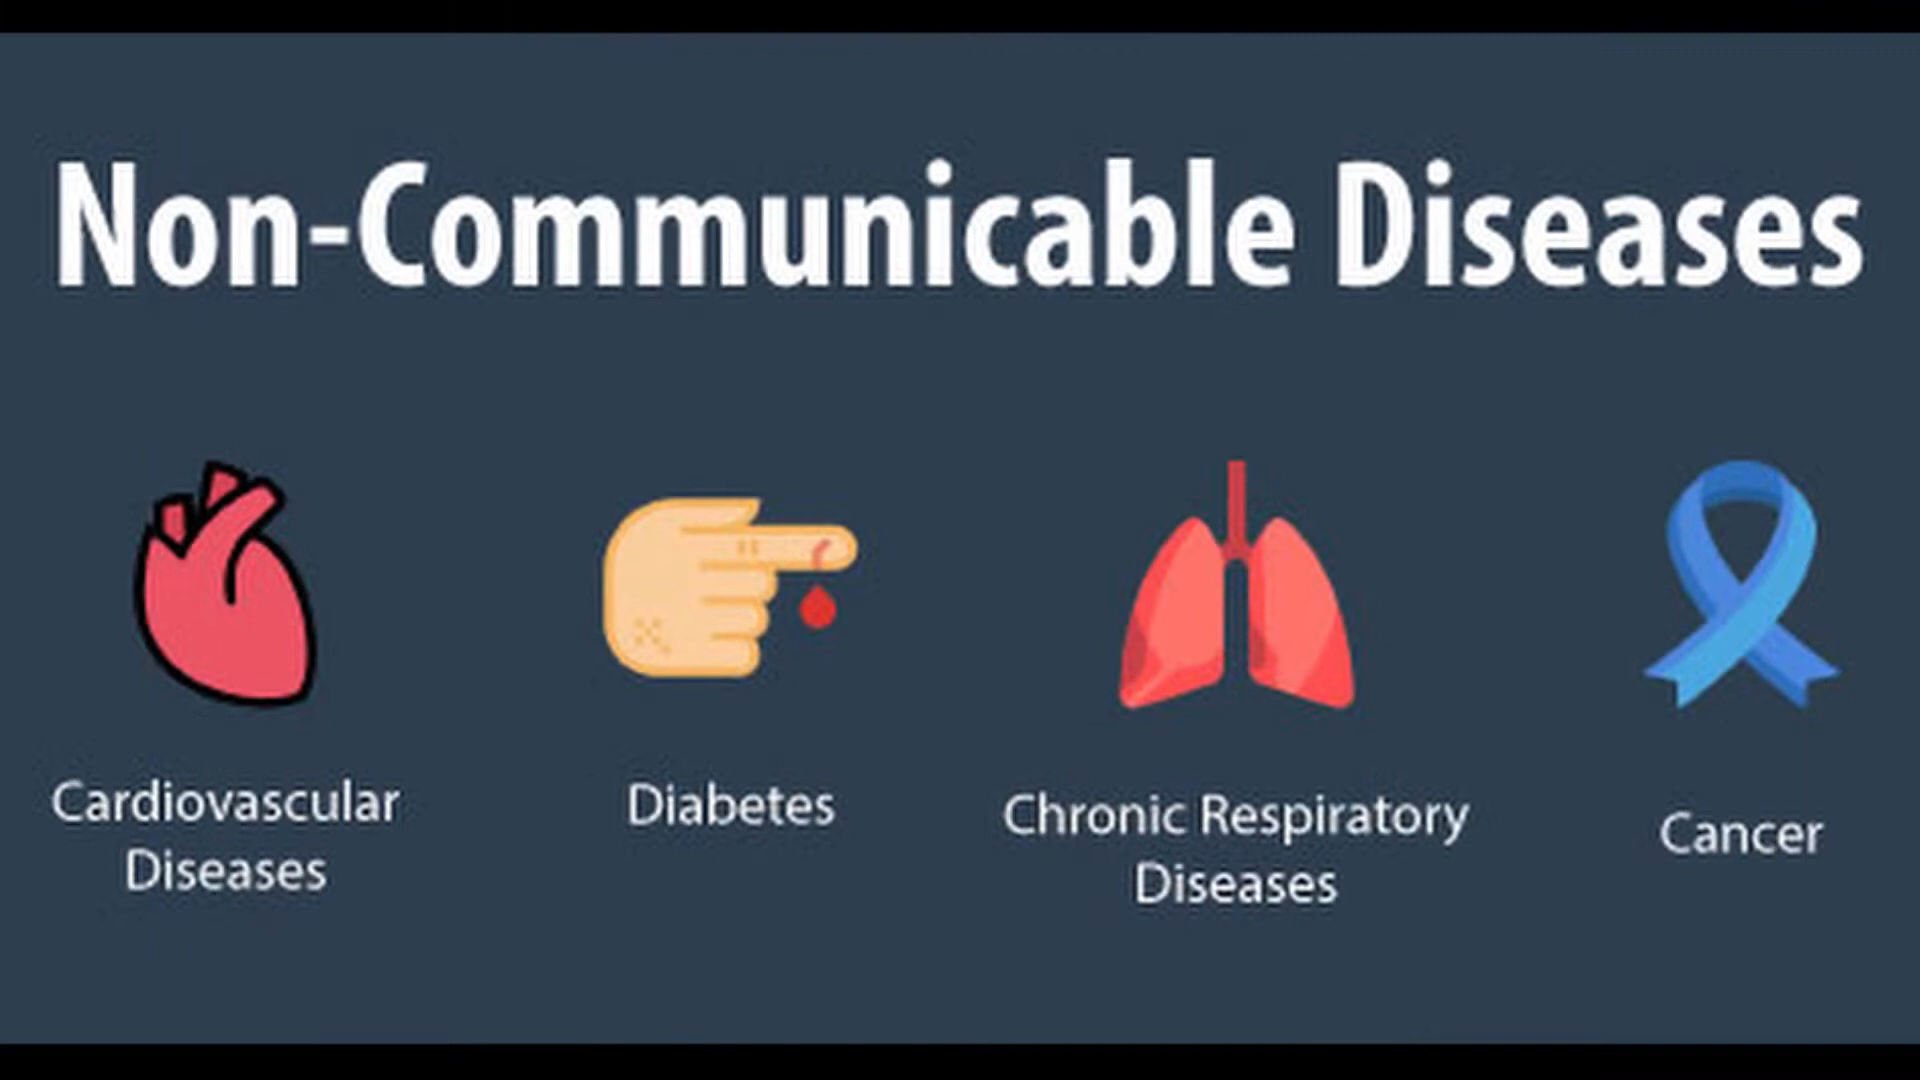 Non-Communicable Diseases
Cardiovascular
Diseases
Diabetes
Chronic Respiratory
Diseases
Cancer